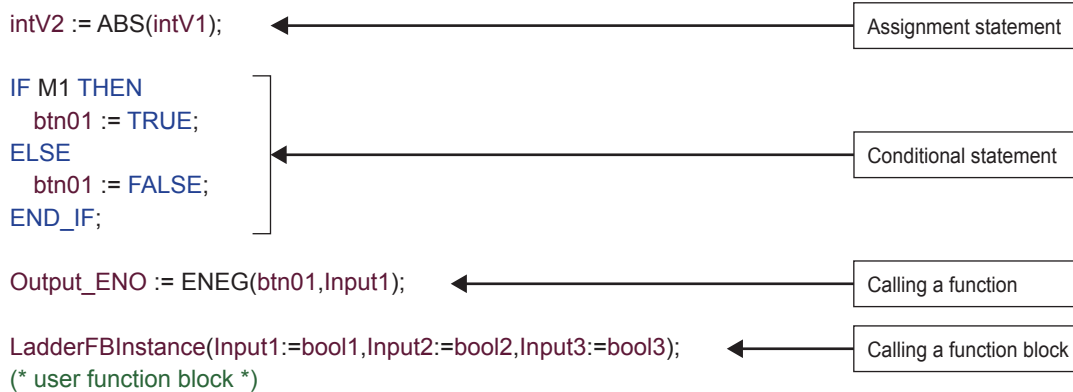 intV2 := ABS(intV1);
Assignment statement
IF M1 THEN
btn01 := TRUE;
ELSE
Conditional statement
btn01 := FALSE;
END_IF;
Output_ENO := ENEG(btn01,Input1);
Calling a function
LadderFBInstance(Input1:=bool1,Input2:=bool2,Input3:=bool3);
Calling a function block
(* user function block *)